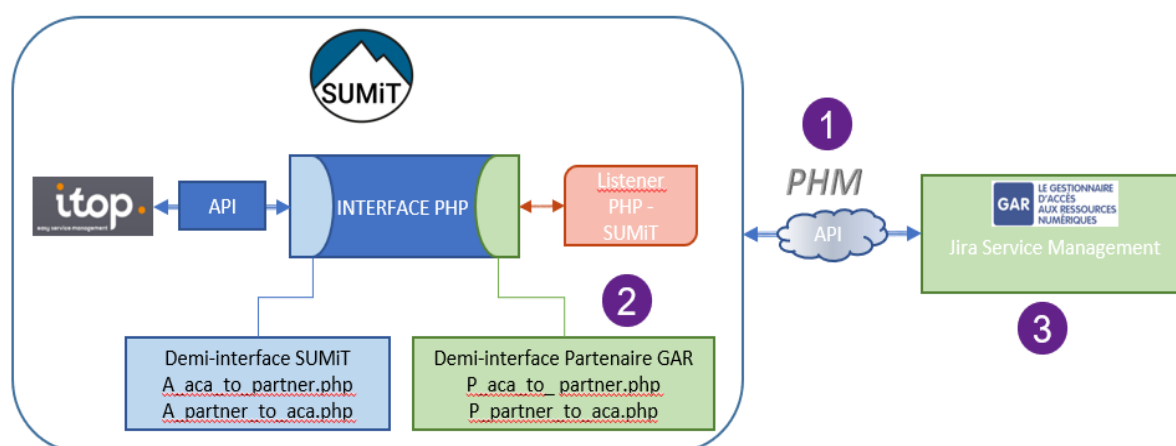 SUMiT
itop.
easy service management
API
INTERFACE PHP
Listener
PHP -
SUMiT
1
PHM
API
GAR
LE GESTIONNAIRE
D'ACCÈS
AUX RESSOURCES
NUMÉRIQUES
Jira Service Management
2
3
Demi-interface SUMiT
A_aca_to_partner.php
A_partner_to_aca.php
Demi-interface Partenaire GAR
P_aca_to_ partner.php
P_partner_to_aca.php